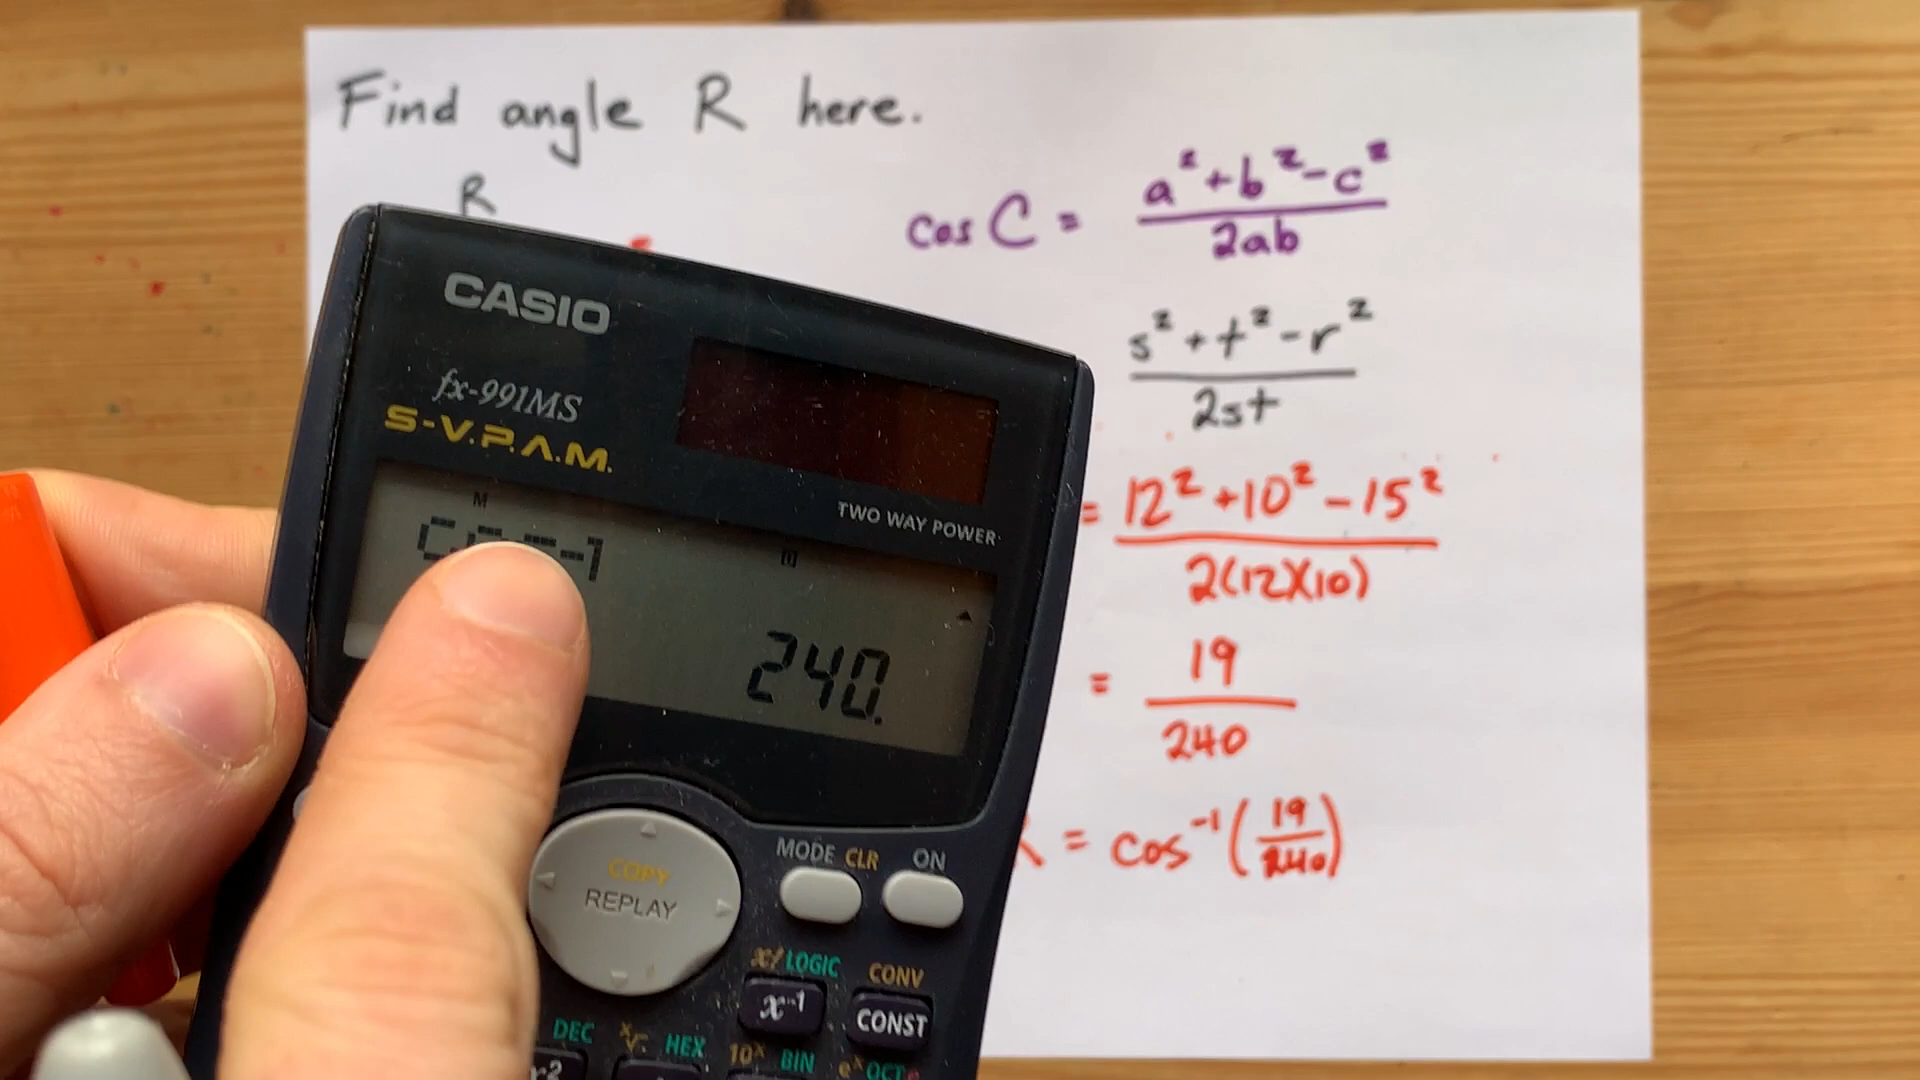 Find angle R here.
R
cos C = a²+b²-c² / 2ab
s²+t²-r² / 2st
= 12²+10²-15² / 2(12)(10)
= 19 / 240
R = cos⁻¹(19/240)
CASIO
fx-991MS
S-V.P.A.M.
TWO WAY POWER
M
D
240.
COPY
REPLAY
MODE CLR ON
x! LOGIC CONV
x⁻¹ CONST
DEC HEX 10ˣ BIN eˣ OCT